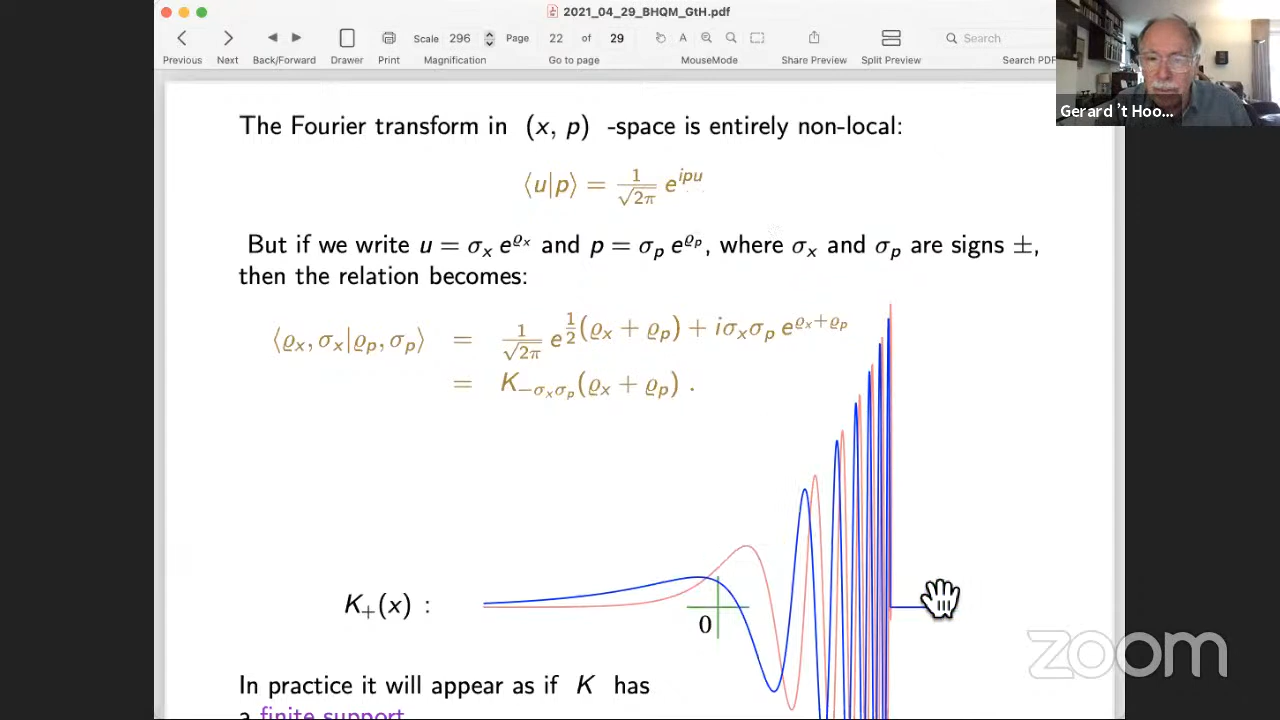 2021_04_29_BHQM_GtH.pdf
Previous Next Back/Forward Drawer Print Scale 296 Magnification Page 22 of 29 Go to page A MouseMode Share Preview Split Preview Search Search PDF
Gerard 't Hoo...
The Fourier transform in (x, p) -space is entirely non-local:
⟨u|p⟩ = 1/√2π e^{ipu}
But if we write u = σ_x e^{ϱ_x} and p = σ_p e^{ϱ_p}, where σ_x and σ_p are signs ±,
then the relation becomes:
⟨ϱ_x, σ_x|ϱ_p, σ_p⟩ = 1/√2π e^{½(ϱ_x + ϱ_p) + iσ_xσ_p e^{ϱ_x+ϱ_p}}
= K_{−σ_xσ_p}(ϱ_x + ϱ_p) .
K_+(x) :
0
zoom
In practice it will appear as if K has
a finite support